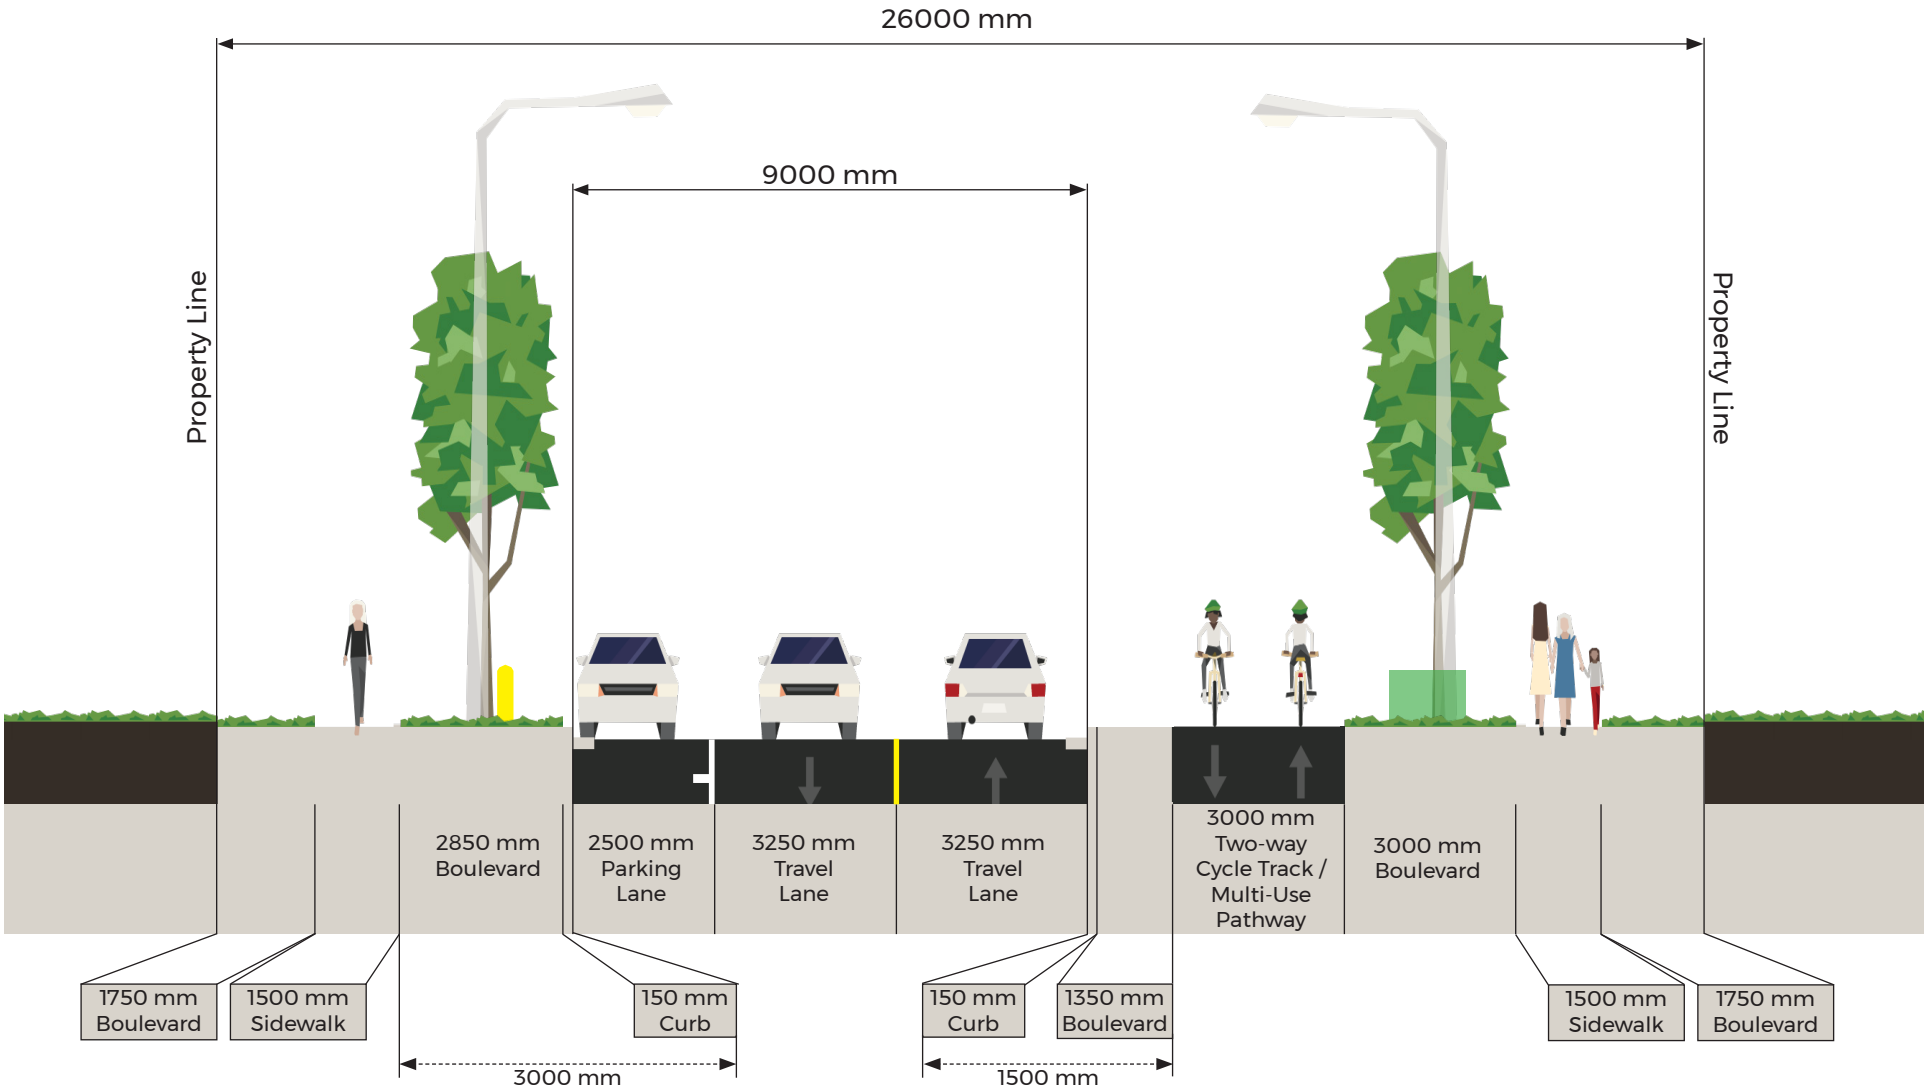 26000 mm
9000 mm
Property Line
Property Line
2850 mm
Boulevard
2500 mm
Parking
Lane
3250 mm
Travel
Lane
3250 mm
Travel
Lane
3000 mm
Two-way
Cycle Track /
Multi-Use
Pathway
3000 mm
Boulevard
1750 mm
Boulevard
1500 mm
Sidewalk
150 mm
Curb
150 mm
Curb
1350 mm
Boulevard
1500 mm
Sidewalk
1750 mm
Boulevard
3000 mm
1500 mm